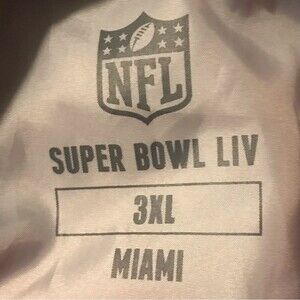 NFL
SUPER BOWL LIV
3XL
MIAMI